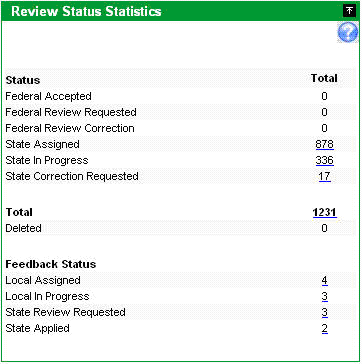 Review Status Statistics
?
Status Total
Federal Accepted 0
Federal Review Requested 0
Federal Review Correction 0
State Assigned 878
State In Progress 336
State Correction Requested 17
Total 1231
Deleted 0
Feedback Status
Local Assigned 4
Local In Progress 3
State Review Requested 3
State Applied 2